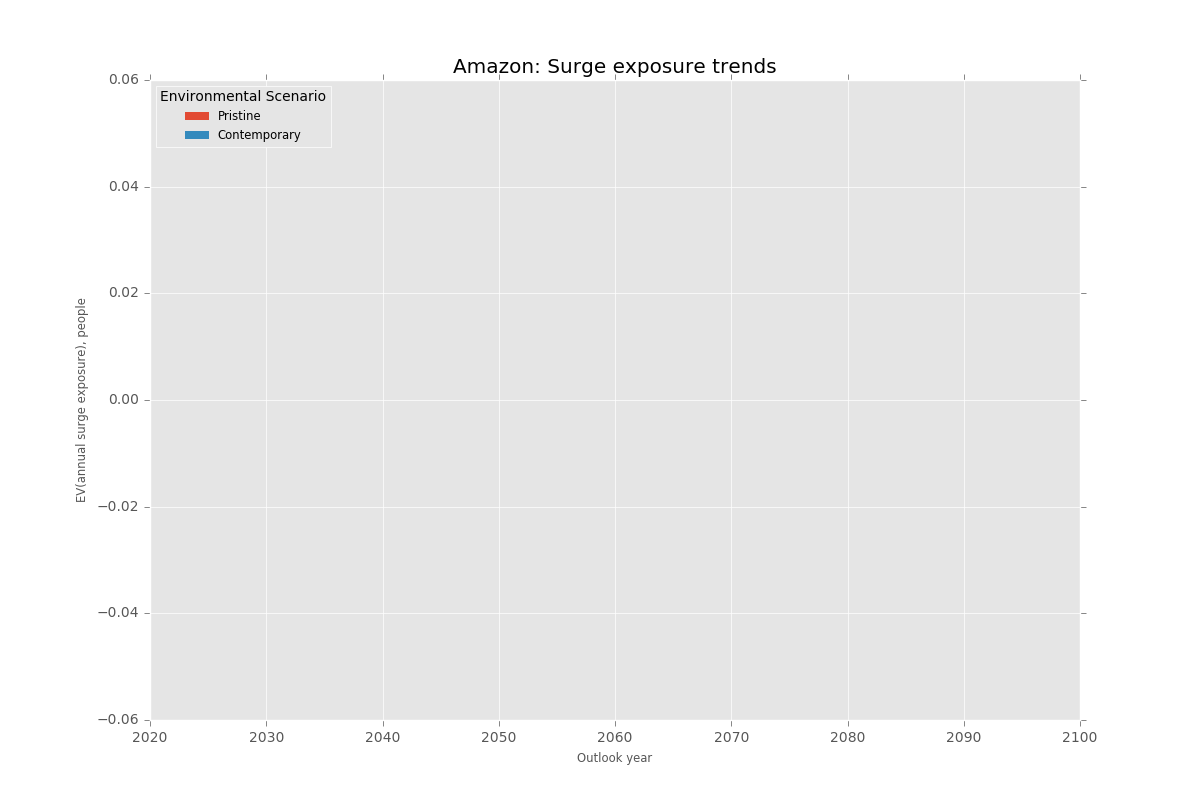 Amazon: Surge exposure trends
0.06
Environmental Scenario
Pristine
Contemporary
0.04
0.02
0.00
−0.02
−0.04
−0.06
EV(annual surge exposure), people
2020 2030 2040 2050 2060 2070 2080 2090 2100
Outlook year